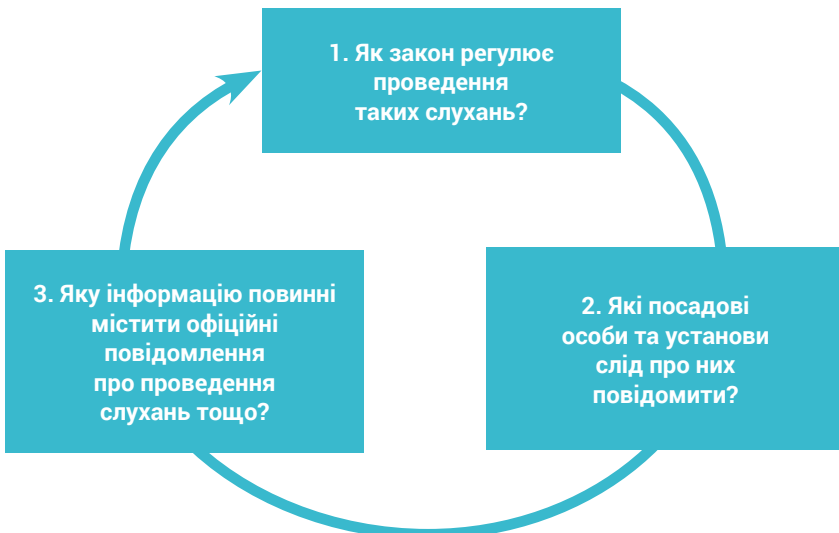 1. Як закон регулює
проведення
таких слухань?
2. Які посадові
особи та установи
слід про них
повідомити?
3. Яку інформацію повинні
містити офіційні
повідомлення
про проведення
слухань тощо?